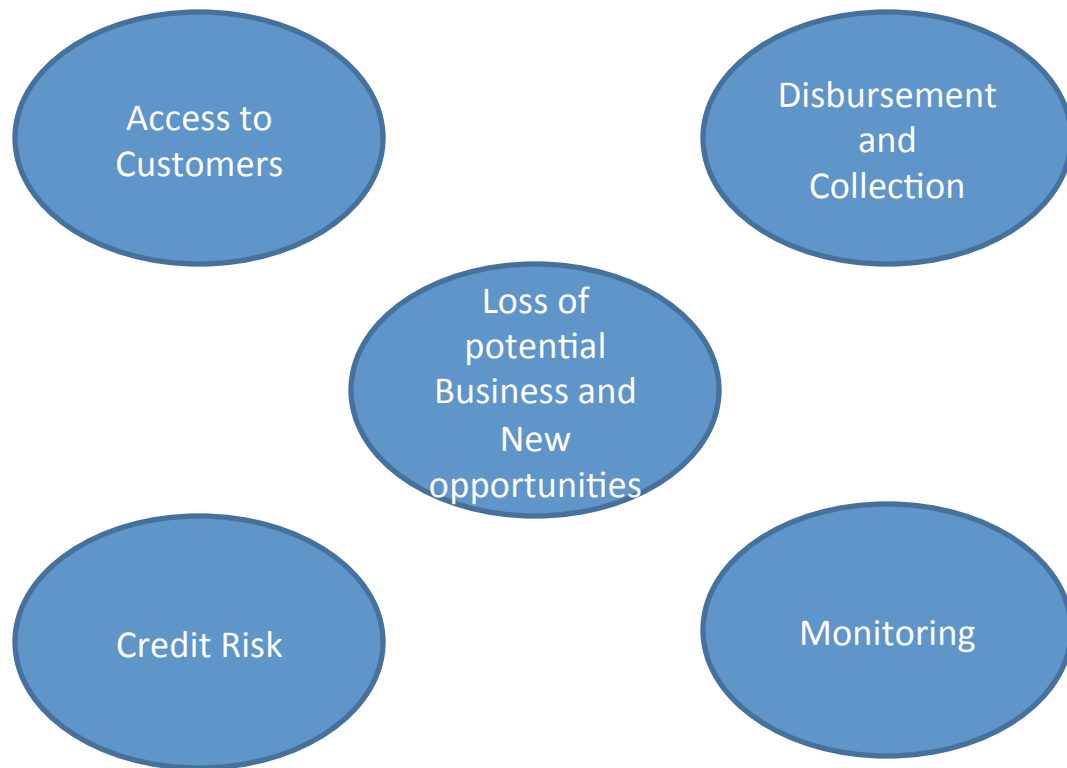 Access to
Customers
Disbursement
and
Collection
Loss of
potential
Business and
New
opportunities
Credit Risk
Monitoring